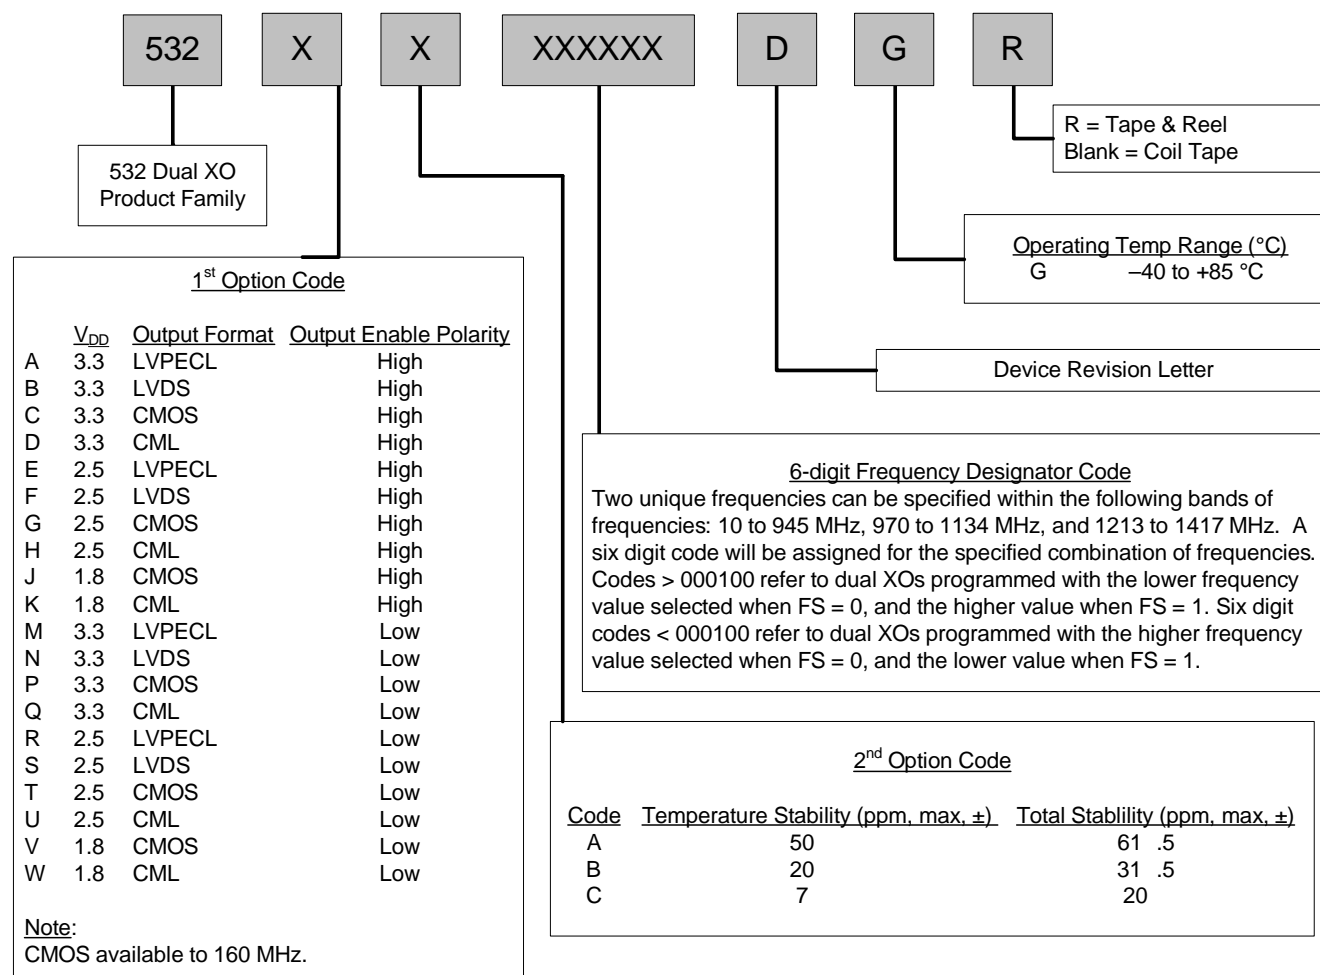 532 X X XXXXXX D G R
532 Dual XO
Product Family
R = Tape & Reel
Blank = Coil Tape
Operating Temp Range (°C)
G –40 to +85 °C
Device Revision Letter
1st Option Code
VDD Output Format Output Enable Polarity
A 3.3 LVPECL High
B 3.3 LVDS High
C 3.3 CMOS High
D 3.3 CML High
E 2.5 LVPECL High
F 2.5 LVDS High
G 2.5 CMOS High
H 2.5 CML High
J 1.8 CMOS High
K 1.8 CML High
M 3.3 LVPECL Low
N 3.3 LVDS Low
P 3.3 CMOS Low
Q 3.3 CML Low
R 2.5 LVPECL Low
S 2.5 LVDS Low
T 2.5 CMOS Low
U 2.5 CML Low
V 1.8 CMOS Low
W 1.8 CML Low
Note:
CMOS available to 160 MHz.
6-digit Frequency Designator Code
Two unique frequencies can be specified within the following bands of
frequencies: 10 to 945 MHz, 970 to 1134 MHz, and 1213 to 1417 MHz. A
six digit code will be assigned for the specified combination of frequencies.
Codes > 000100 refer to dual XOs programmed with the lower frequency
value selected when FS = 0, and the higher value when FS = 1. Six digit
codes < 000100 refer to dual XOs programmed with the higher frequency
value selected when FS = 0, and the lower value when FS = 1.
2nd Option Code
Code Temperature Stability (ppm, max, ±) Total Stablility (ppm, max, ±)
A 50 61 .5
B 20 31 .5
C 7 20